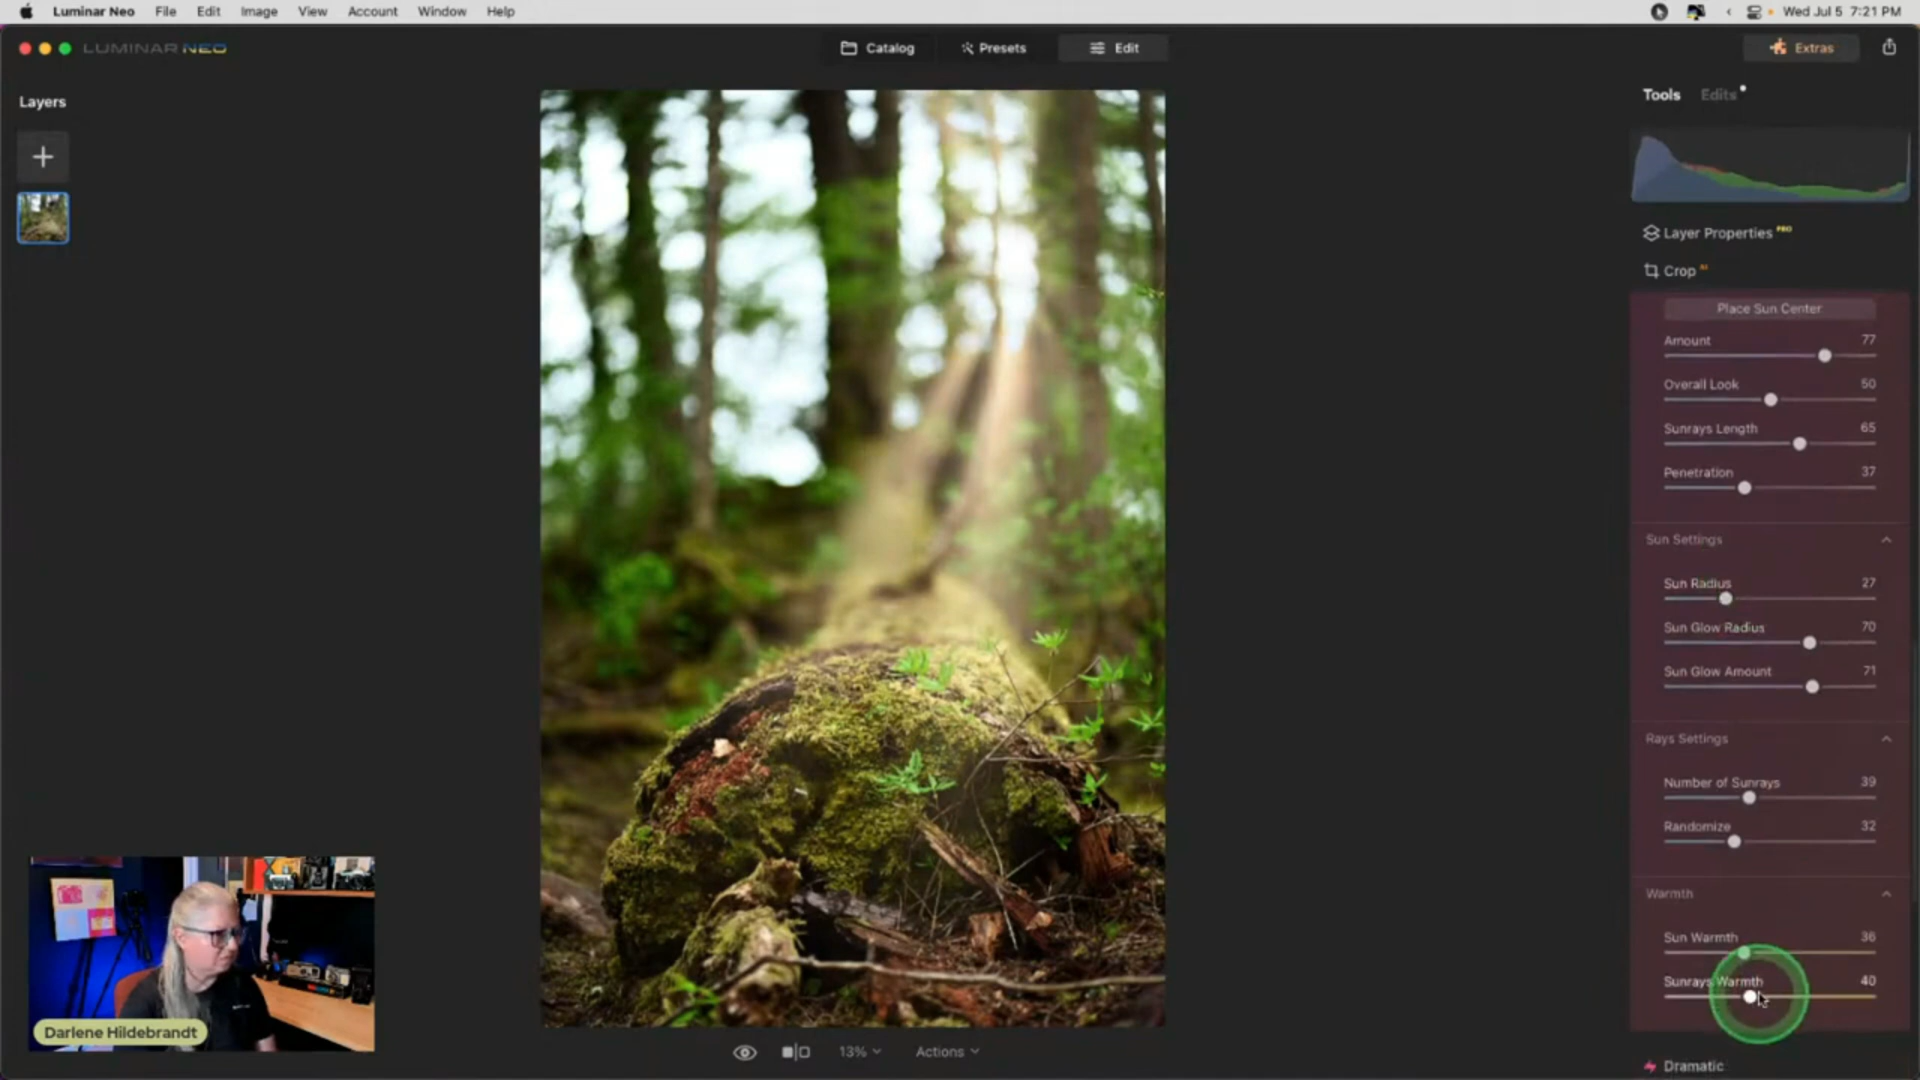 Luminar Neo File Edit Image View Account Window Help Wed Jul 5 7:21 PM
LUMINAR NEO Catalog Presets Edit Extras
Layers
Tools Edits
Layer Properties PRO
Crop AI
Place Sun Center
Amount 77
Overall Look 50
Sunrays Length 65
Penetration 37
Sun Settings
Sun Radius 27
Sun Glow Radius 70
Sun Glow Amount 71
Rays Settings
Number of Sunrays 39
Randomize 32
Warmth
Sun Warmth 36
Sunrays Warmth 40
Dramatic
Darlene Hildebrandt
13% Actions